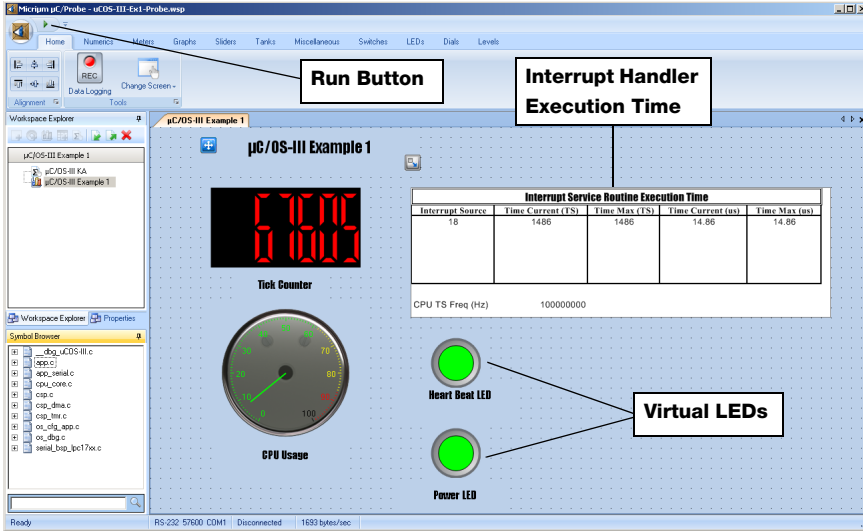 Micriµm µC/Probe - uCOS-III-Ex1-Probe.wsp
Home Numerics Meters Graphs Sliders Tanks Miscellaneous Switches LEDs Dials Levels
REC
Data Logging
Change Screen
Alignment
Tools
Run Button
Interrupt Handler
Execution Time
Workspace Explorer
µC/OS-III Example 1
µC/OS-III Example 1
µC/OS-III KA
µC/OS-III Example 1
µC/OS-III Example 1
67605
Tick Counter
Interrupt Service Routine Execution Time
Interrupt Source Time Current (TS) Time Max (TS) Time Current (us) Time Max (us)
18 1486 1486 14.86 14.86
CPU TS Freq (Hz) 100000000
Workspace Explorer Properties
Symbol Browser
__dbg_uCOS-III.c
app.c
app_serial.c
cpu_core.c
csp.c
csp_dma.c
csp_tmr.c
os_cfg_app.c
os_dbg.c
serial_bsp_lpc17xx.c
0 10 20 30 70 80 100
CPU Usage
Heart Beat LED
Virtual LEDs
Power LED
Ready
RS-232 57600 COM1 Disconnected 1693 bytes/sec